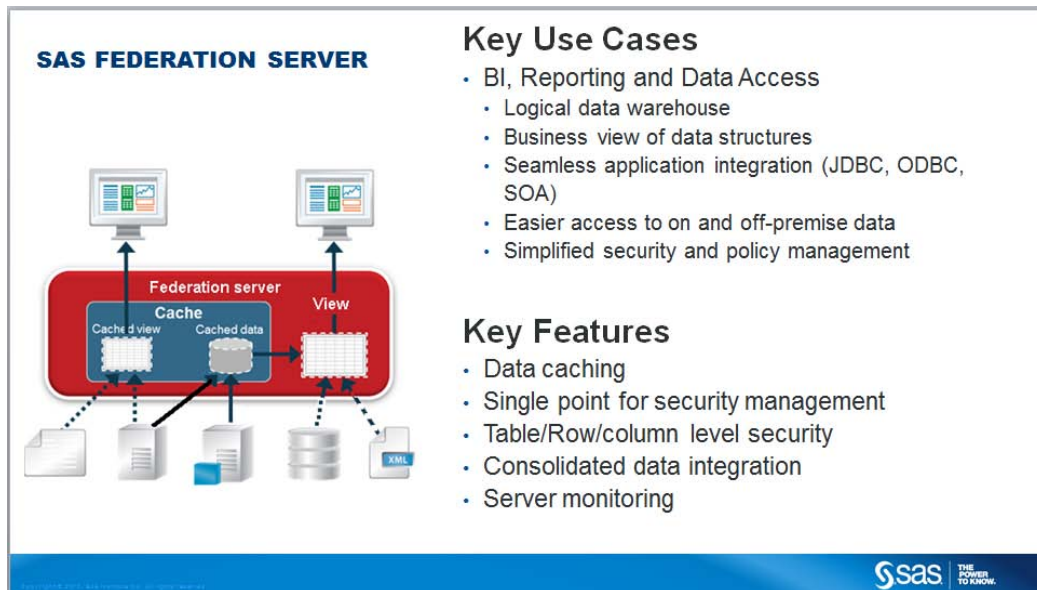 SAS FEDERATION SERVER
Federation server
Cache
Cached view
Cached data
View
XML
Key Use Cases
• BI, Reporting and Data Access
• Logical data warehouse
• Business view of data structures
• Seamless application integration (JDBC, ODBC,
SOA)
• Easier access to on and off-premise data
• Simplified security and policy management
Key Features
• Data caching
• Single point for security management
• Table/Row/column level security
• Consolidated data integration
• Server monitoring
sas
THE
POWER
TO KNOW.